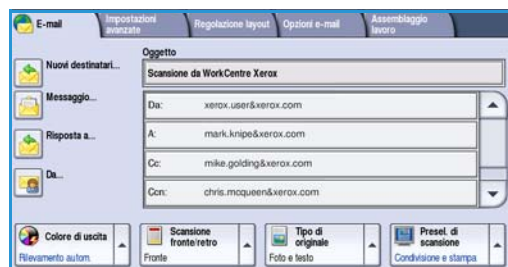 E-mail
Impostazioni
avanzate
Regolazione layout
Opzioni e-mail
Assemblaggio
lavoro
Nuovi destinatari...
Messaggio...
Risposta a...
Da...
Oggetto
Scansione da WorkCentre Xerox
Da: xerox.user&xerox.com
A: mark.knipe&xerox.com
Cc: mike.golding&xerox.com
Ccn: chris.mcqueen&xerox.com
Colore di uscita
Rilevamento autom.
Scansione
fronte/retro
Fronte
Tipo di
originale
Foto e testo
Presel. di
scansione
Condivisione e stampa